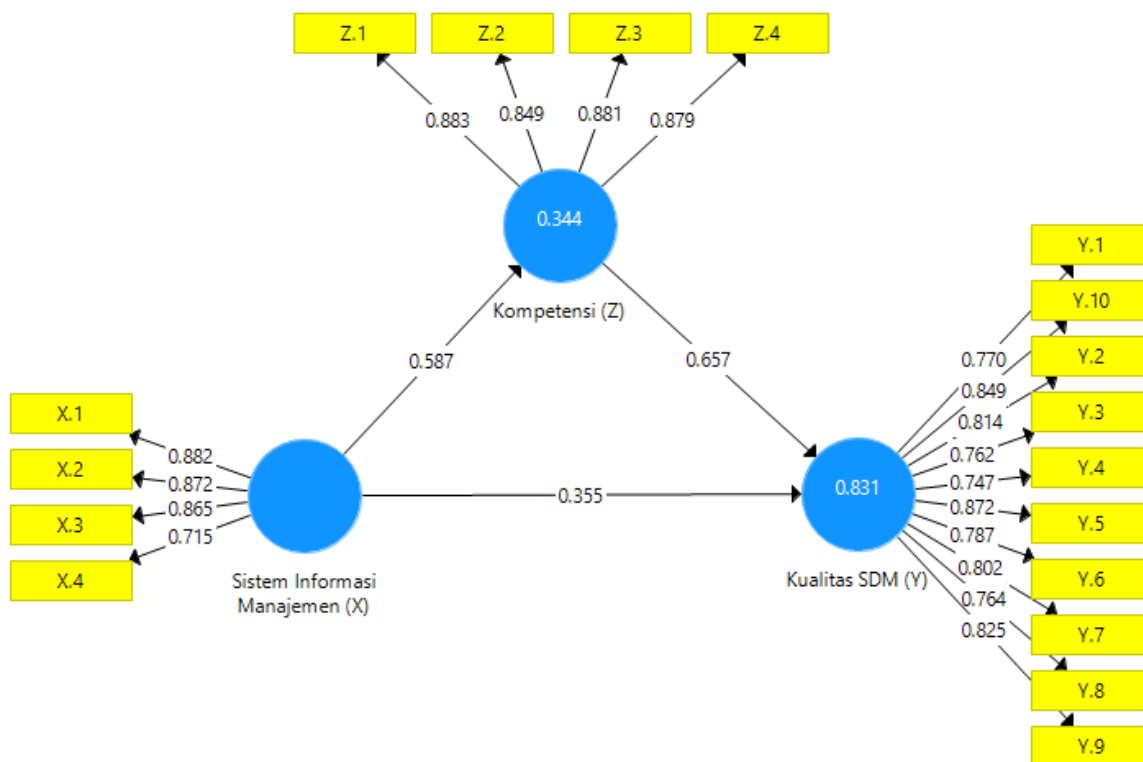 Z.1
Z.2
Z.3
Z.4
0.883
0.849
0.881
0.879
0.344
Kompetensi (Z)
0.587
0.657
X.1
X.2
X.3
X.4
0.882
0.872
0.865
0.715
Sistem Informasi
Manajemen (X)
0.355
0.831
Kualitas SDM (Y)
0.770
0.849
0.814
0.762
0.747
0.872
0.787
0.802
0.764
0.825
Y.1
Y.10
Y.2
Y.3
Y.4
Y.5
Y.6
Y.7
Y.8
Y.9